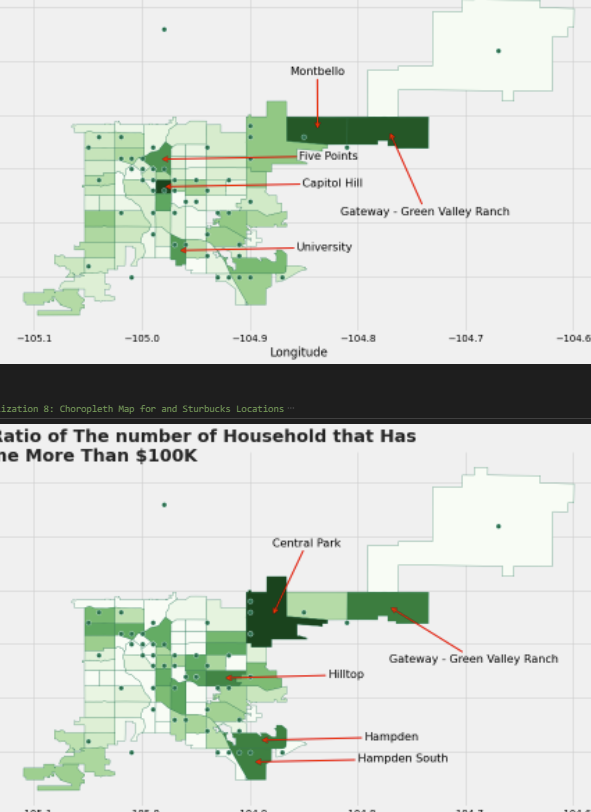 Montbello
Five Points
Capitol Hill
Gateway - Green Valley Ranch
University
−105.1 −105.0 −104.9 −104.8 −104.7 −104.6
Longitude
ization 8: Choropleth Map for and Sturbucks Locations
Ratio of The number of Household that Has
me More Than $100K
Central Park
Gateway - Green Valley Ranch
Hilltop
Hampden
Hampden South